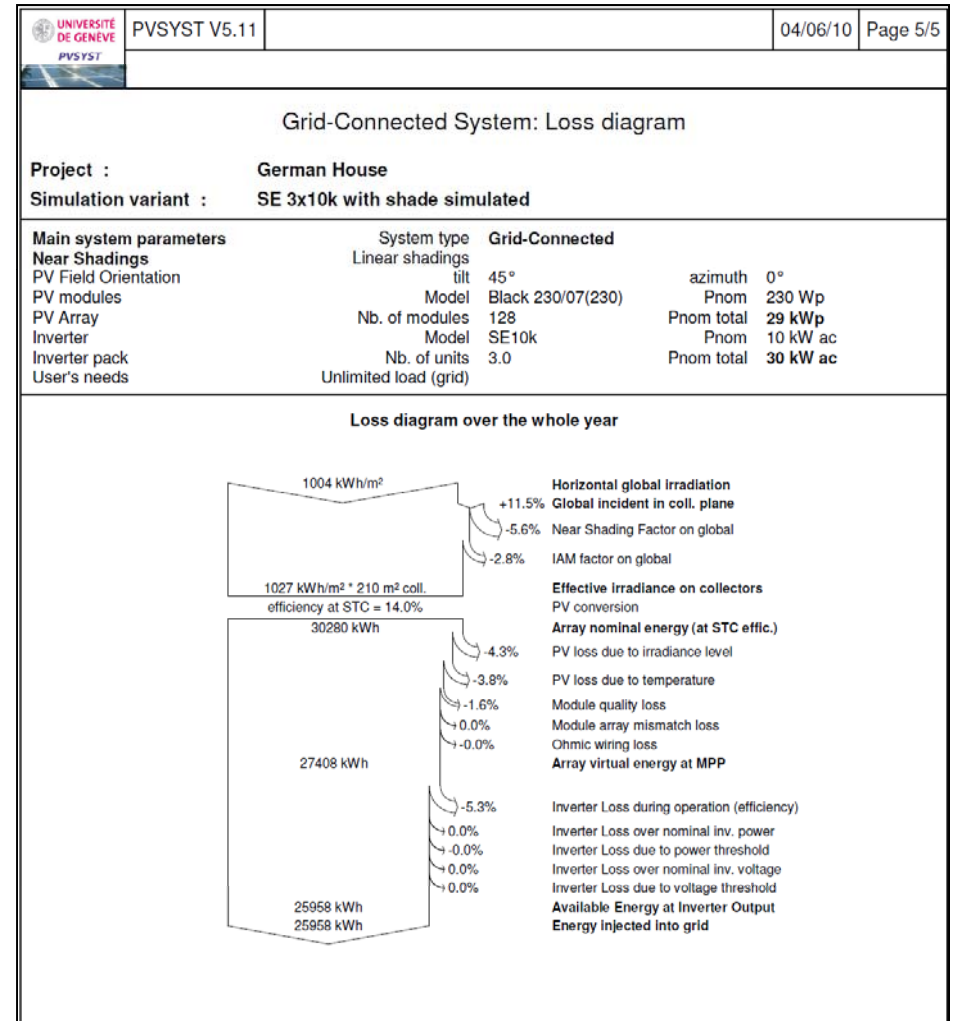 UNIVERSITÉ
DE GENÈVE
PVSYST
PVSYST V5.11
04/06/10
Page 5/5
Grid-Connected System: Loss diagram
Project : German House
Simulation variant : SE 3x10k with shade simulated
Main system parameters System type Grid-Connected
Near Shadings Linear shadings
PV Field Orientation tilt 45° azimuth 0°
PV modules Model Black 230/07(230) Pnom 230 Wp
PV Array Nb. of modules 128 Pnom total 29 kWp
Inverter Model SE10k Pnom 10 kW ac
Inverter pack Nb. of units 3.0 Pnom total 30 kW ac
User's needs Unlimited load (grid)
Loss diagram over the whole year
1004 kWh/m² Horizontal global irradiation
+11.5% Global incident in coll. plane
-5.6% Near Shading Factor on global
-2.8% IAM factor on global
1027 kWh/m² * 210 m² coll. Effective irradiance on collectors
efficiency at STC = 14.0% PV conversion
30280 kWh Array nominal energy (at STC effic.)
-4.3% PV loss due to irradiance level
-3.8% PV loss due to temperature
-1.6% Module quality loss
0.0% Module array mismatch loss
-0.0% Ohmic wiring loss
27408 kWh Array virtual energy at MPP
-5.3% Inverter Loss during operation (efficiency)
0.0% Inverter Loss over nominal inv. power
-0.0% Inverter Loss due to power threshold
0.0% Inverter Loss over nominal inv. voltage
0.0% Inverter Loss due to voltage threshold
25958 kWh Available Energy at Inverter Output
25958 kWh Energy injected into grid